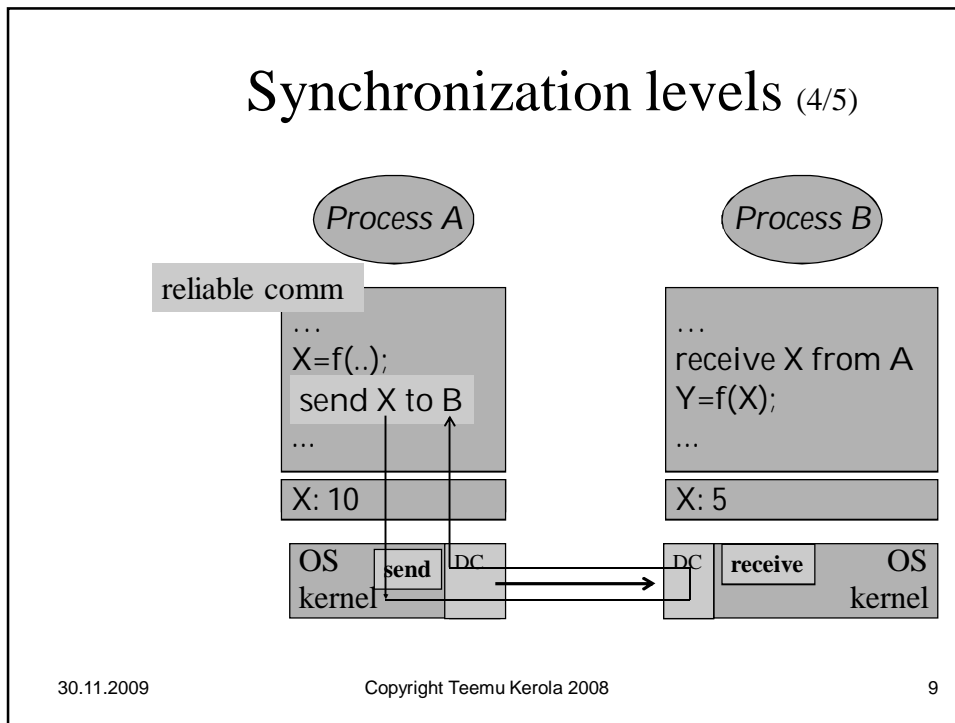 Synchronization levels (4/5)
Process A
Process B
reliable comm
...
X=f(..);
send X to B
...
...
receive X from A
Y=f(X);
...
X: 10
X: 5
OS
kernel
send
DC
DC
receive
OS
kernel
30.11.2009
Copyright Teemu Kerola 2008
9